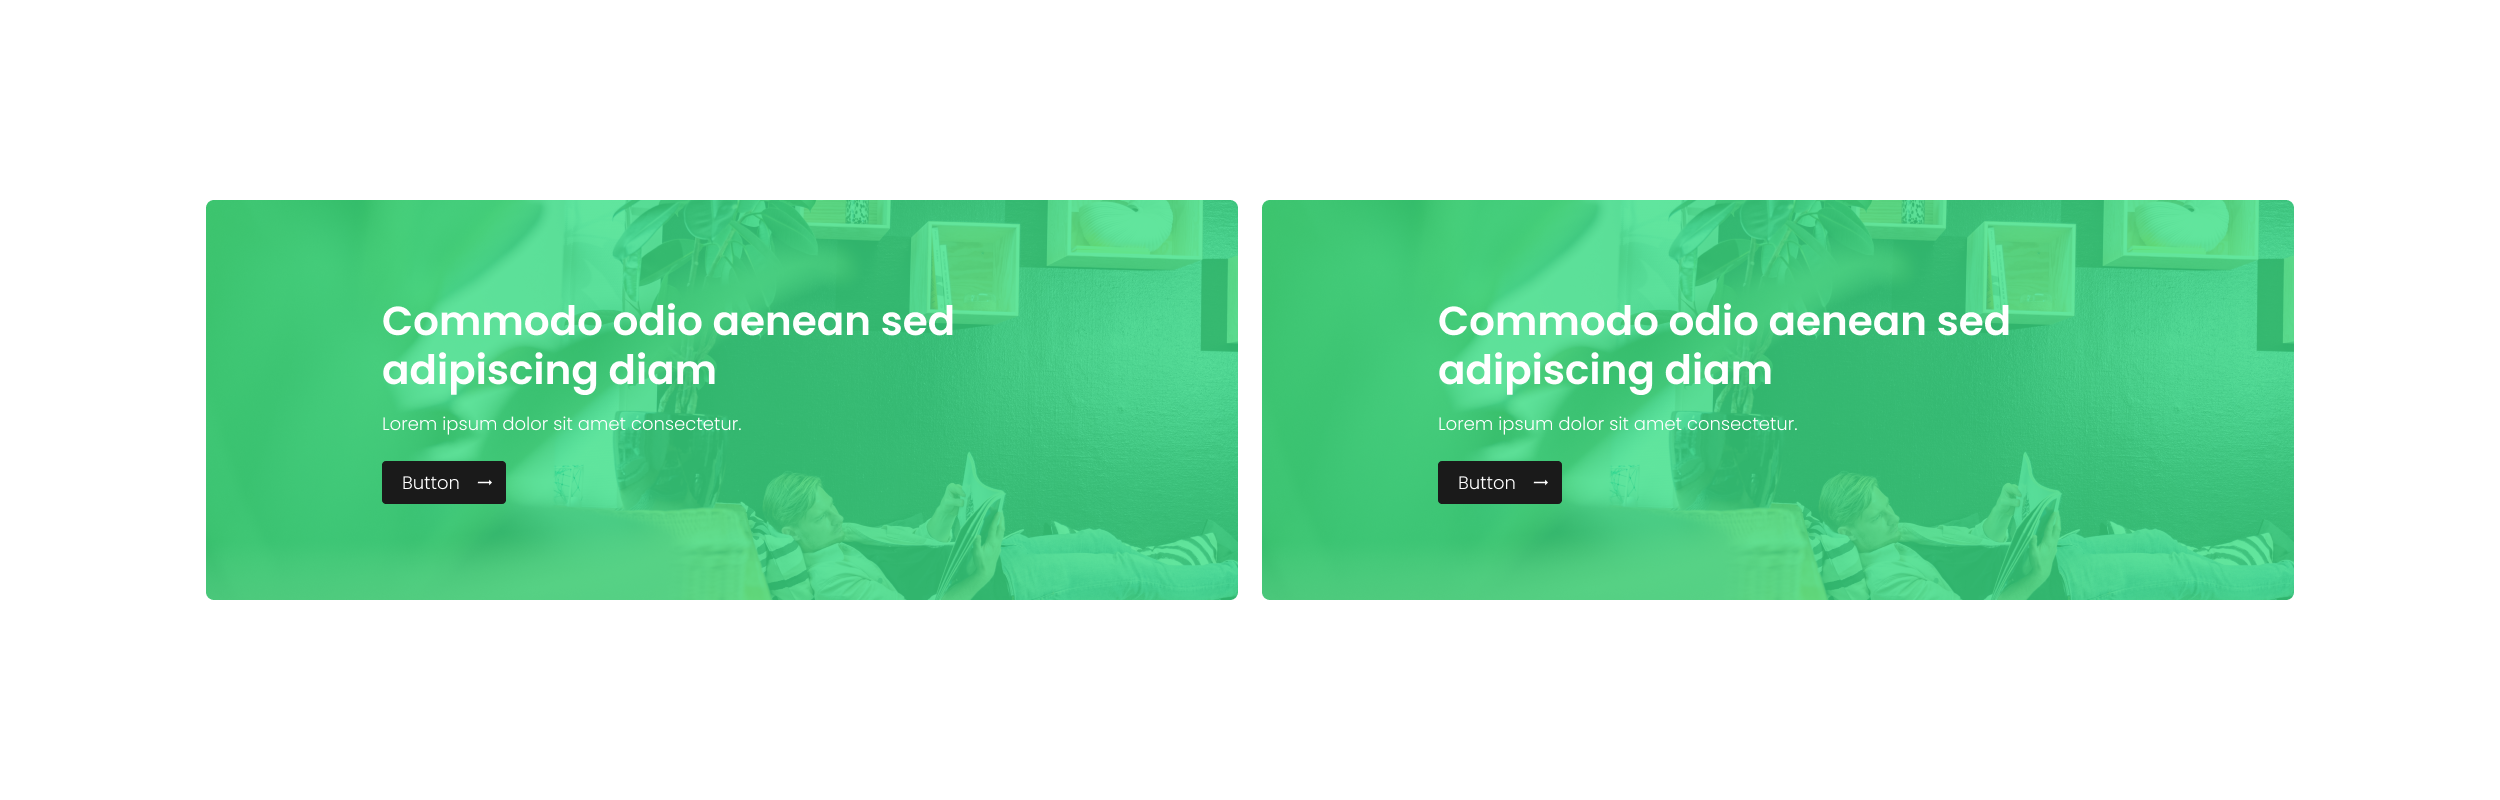 Commodo odio aenean sed
adipiscing diam
Lorem ipsum dolor sit amet consectetur.
Button
Commodo odio aenean sed
adipiscing diam
Lorem ipsum dolor sit amet consectetur.
Button